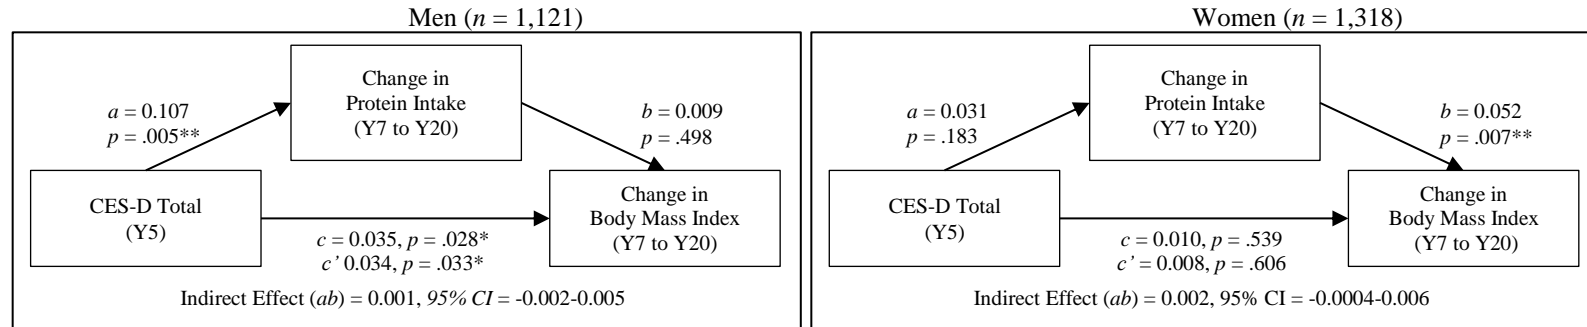 Men (n = 1,121)
Change in
Protein Intake
(Y7 to Y20)
a = 0.107
p = .005**
b = 0.009
p = .498
CES-D Total
(Y5)
Change in
Body Mass Index
(Y7 to Y20)
c = 0.035, p = .028*
c’ 0.034, p = .033*
Indirect Effect (ab) = 0.001, 95% CI = -0.002-0.005
Women (n = 1,318)
Change in
Protein Intake
(Y7 to Y20)
a = 0.031
p = .183
b = 0.052
p = .007**
CES-D Total
(Y5)
Change in
Body Mass Index
(Y7 to Y20)
c = 0.010, p = .539
c’ = 0.008, p = .606
Indirect Effect (ab) = 0.002, 95% CI = -0.0004-0.006